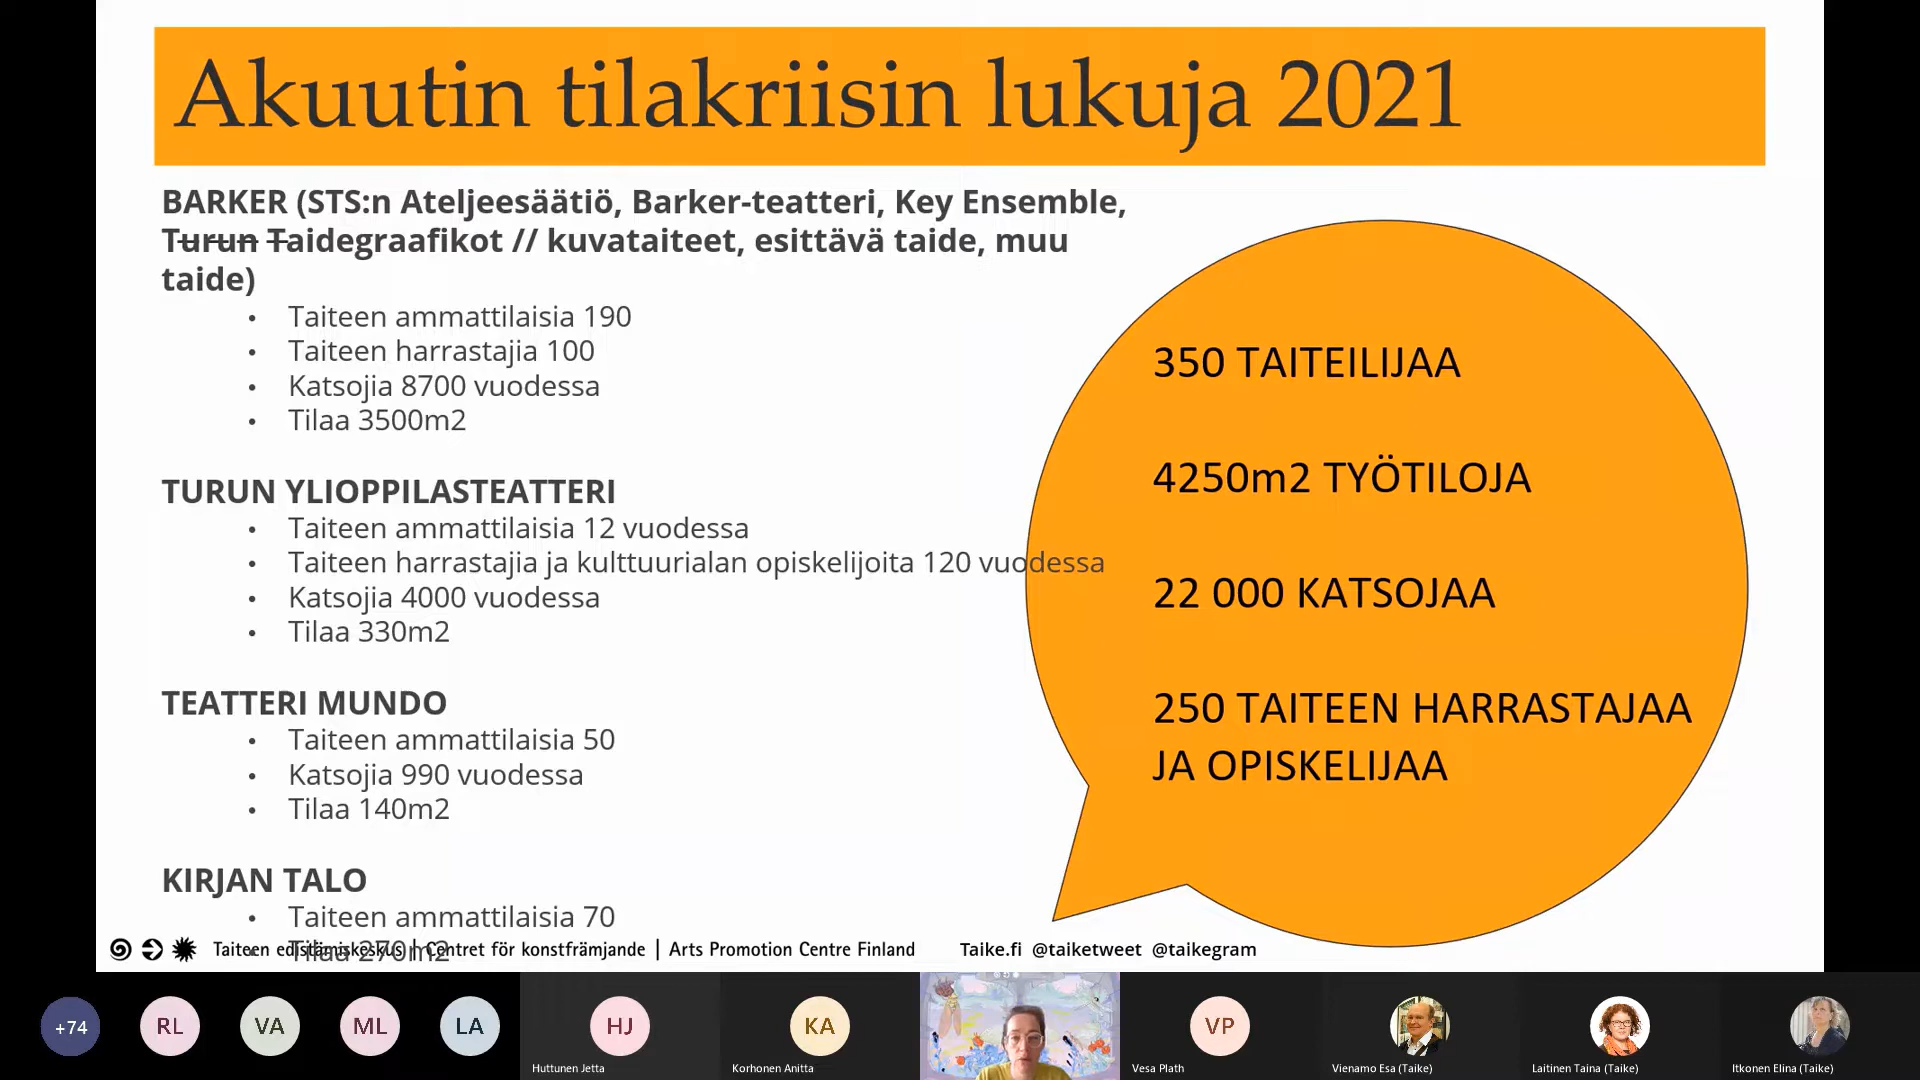 Akuutin tilakriisin lukuja 2021
BARKER (STS:n Ateljeesäätiö, Barker-teatteri, Key Ensemble,
Turun Taidegraafikot // kuvataiteet, esittävä taide, muu
taide)
• Taiteen ammattilaisia 190
• Taiteen harrastajia 100
• Katsojia 8700 vuodessa
• Tilaa 3500m2
TURUN YLIOPPILASTEATTERI
• Taiteen ammattilaisia 12 vuodessa
• Taiteen harrastajia ja kulttuurialan opiskelijoita 120 vuodessa
• Katsojia 4000 vuodessa
• Tilaa 330m2
TEATTERI MUNDO
• Taiteen ammattilaisia 50
• Katsojia 990 vuodessa
• Tilaa 140m2
KIRJAN TALO
• Taiteen ammattilaisia 70
• Tilaa 270m2
350 TAITEILIJAA
4250m2 TYÖTILOJA
22 000 KATSOJAA
250 TAITEEN HARRASTAJAA
JA OPISKELIJAA
Taiteen edistämiskeskus | Centret för konstfrämjande | Arts Promotion Centre Finland
Taike.fi @taiketweet @taikegram
+74
RL
VA
ML
LA
HJ
Huttunen Jetta
KA
Korhonen Anitta
VP
Vesa Plath
Vienamo Esa (Taike)
Laitinen Taina (Taike)
Itkonen Elina (Taike)